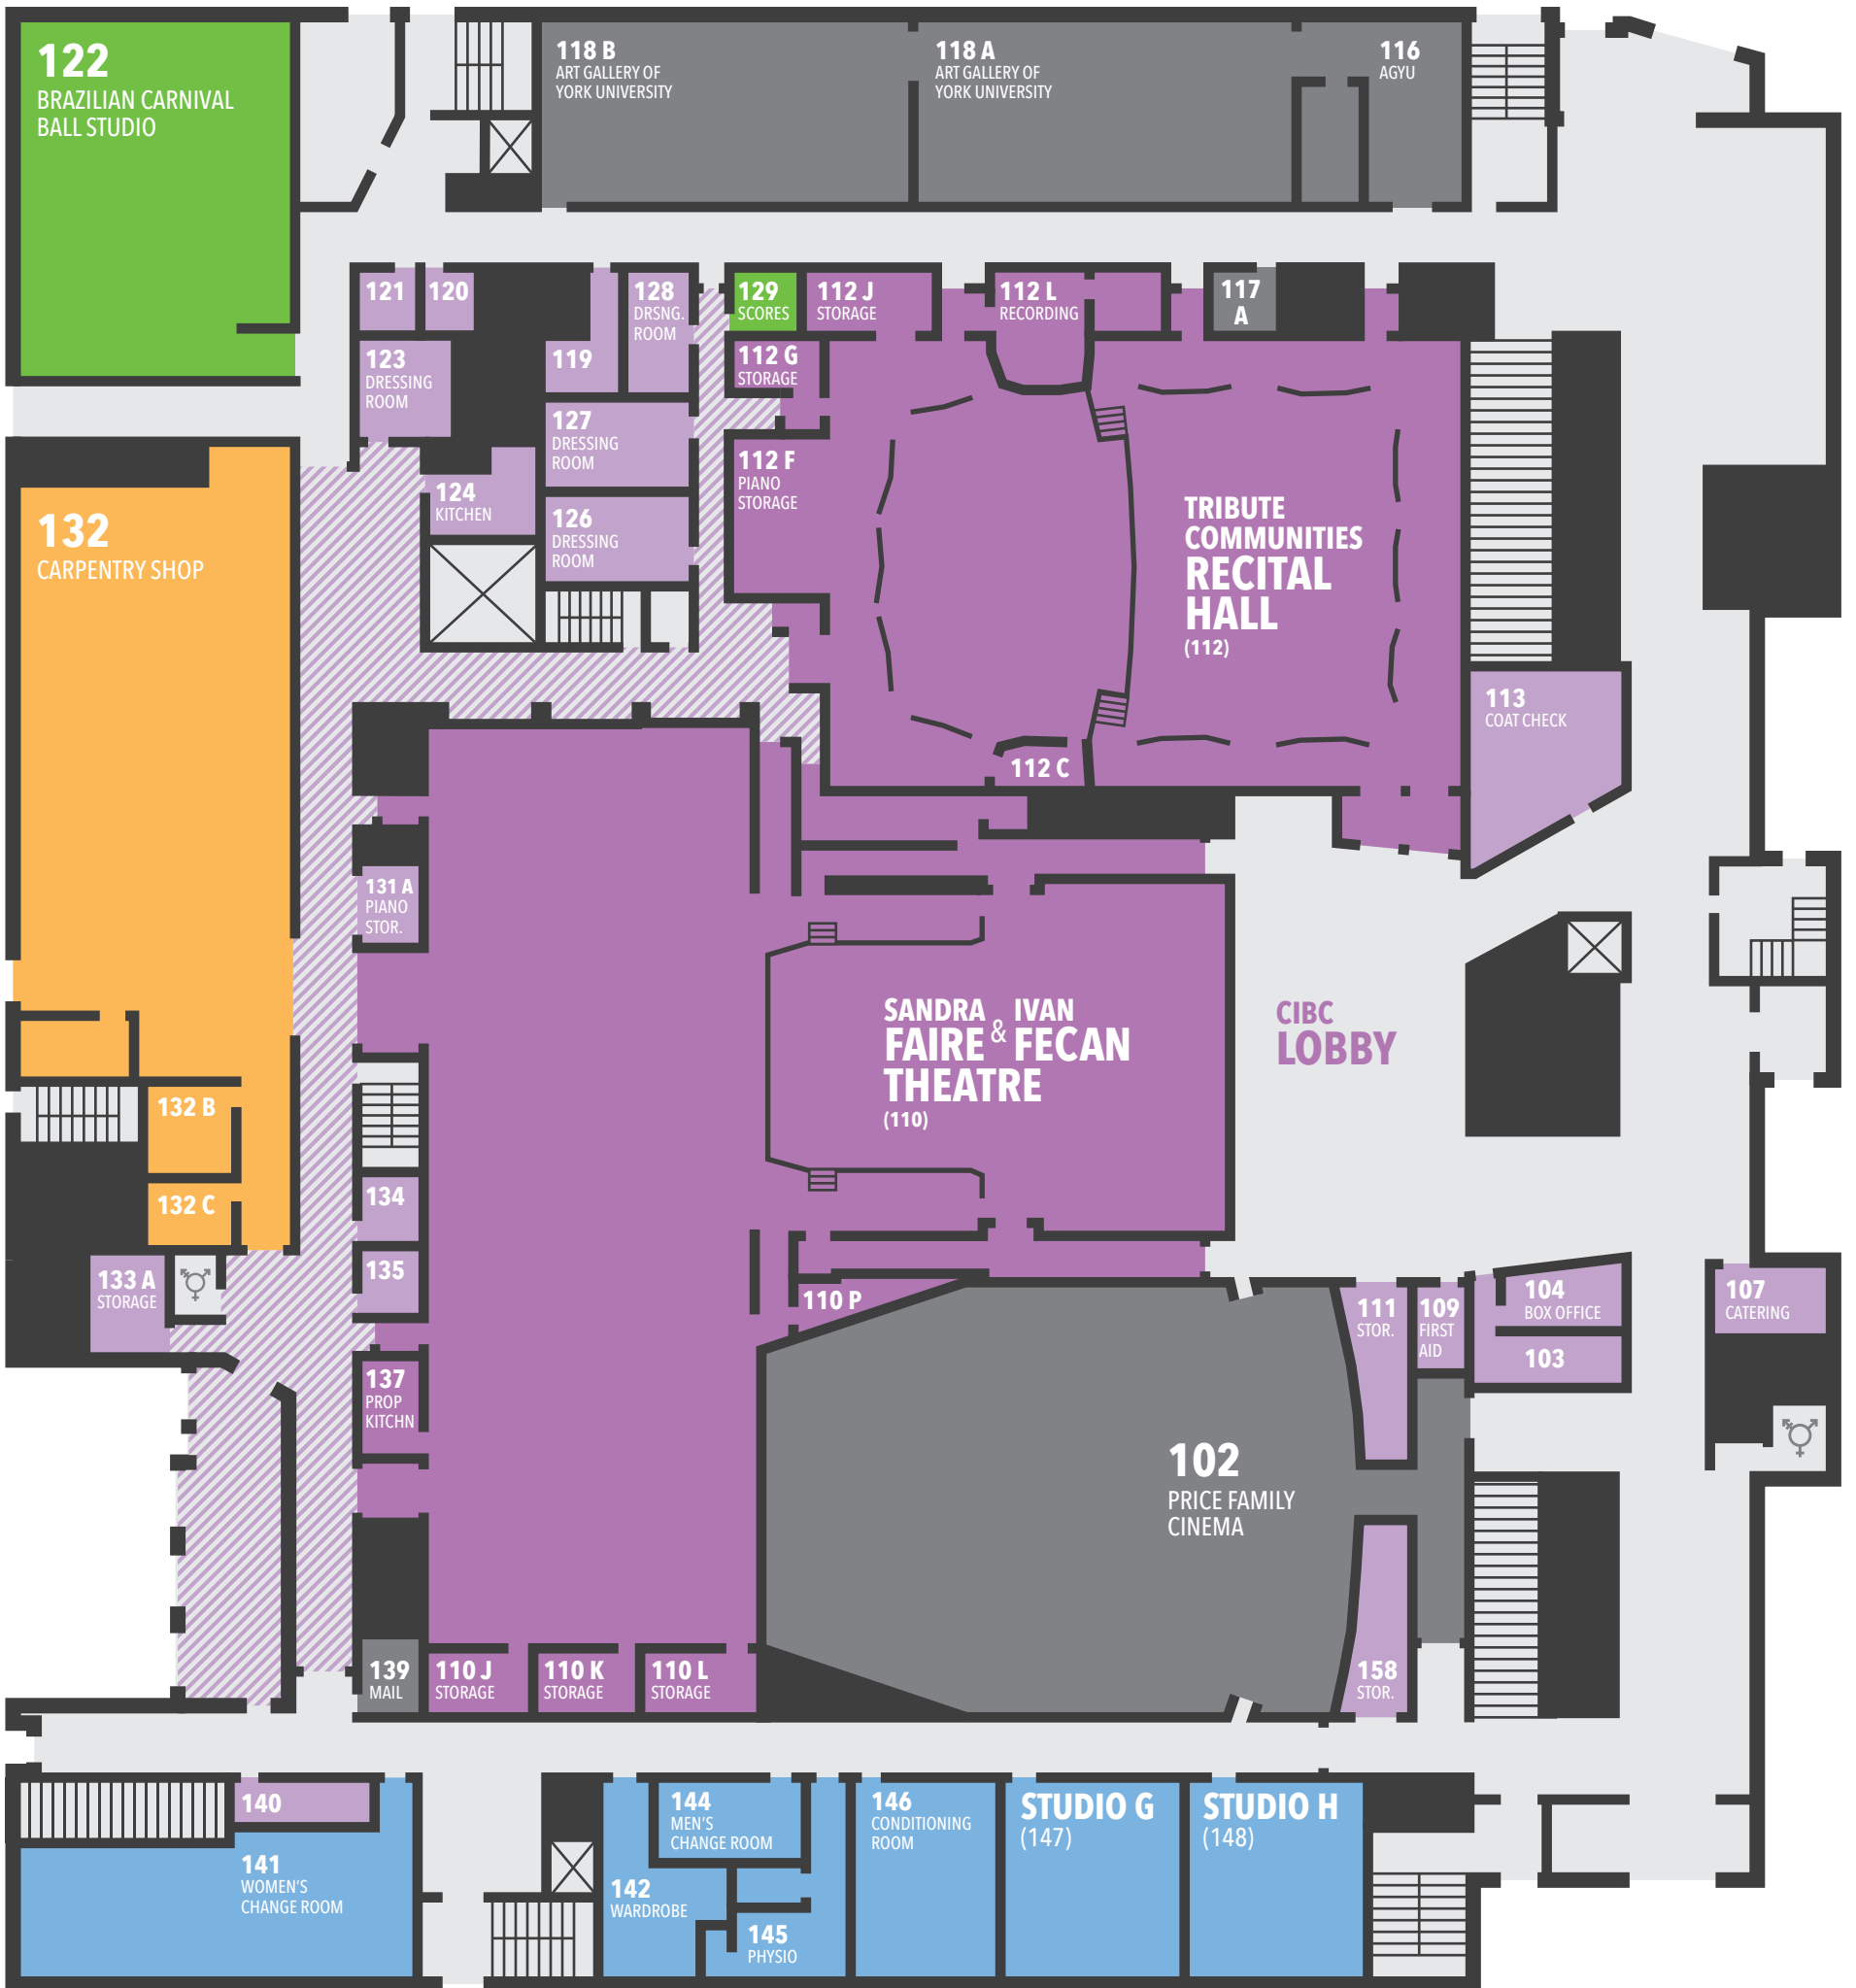 122
BRAZILIAN CARNIVAL
BALL STUDIO
118 B
ART GALLERY OF
YORK UNIVERSITY
118 A
ART GALLERY OF
YORK UNIVERSITY
116
AGYU
121
120
128
DRSNG.
ROOM
129
SCORES
112 J
STORAGE
112 L
RECORDING
117
A
123
DRESSING
ROOM
119
112 G
STORAGE
127
DRESSING
ROOM
112 F
PIANO
STORAGE
124
KITCHEN
126
DRESSING
ROOM
132
CARPENTRY SHOP
TRIBUTE
COMMUNITIES
RECITAL
HALL
(112)
113
COAT CHECK
112 C
131 A
PIANO
STOR.
SANDRA & IVAN
FAIRE FECAN
THEATRE
(110)
CIBC
LOBBY
132 B
132 C
134
135
133 A
STORAGE
110 P
111
STOR.
109
FIRST
AID
104
BOX OFFICE
103
107
CATERING
137
PROP
KITCHN
102
PRICE FAMILY
CINEMA
139
MAIL
110 J
STORAGE
110 K
STORAGE
110 L
STORAGE
158
STOR.
140
141
WOMEN'S
CHANGE ROOM
144
MEN'S
CHANGE ROOM
142
WARDROBE
145
PHYSIO
146
CONDITIONING
ROOM
STUDIO G
(147)
STUDIO H
(148)